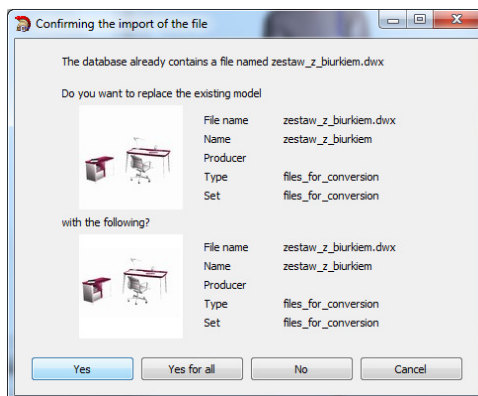 Confirming the import of the file
The database already contains a file named zestaw_z_biurkiem.dwx
Do you want to replace the existing model
File name zestaw_z_biurkiem.dwx
Name zestaw_z_biurkiem
Producer
Type files_for_conversion
Set files_for_conversion
with the following?
File name zestaw_z_biurkiem.dwx
Name zestaw_z_biurkiem
Producer
Type files_for_conversion
Set files_for_conversion
Yes Yes for all No Cancel